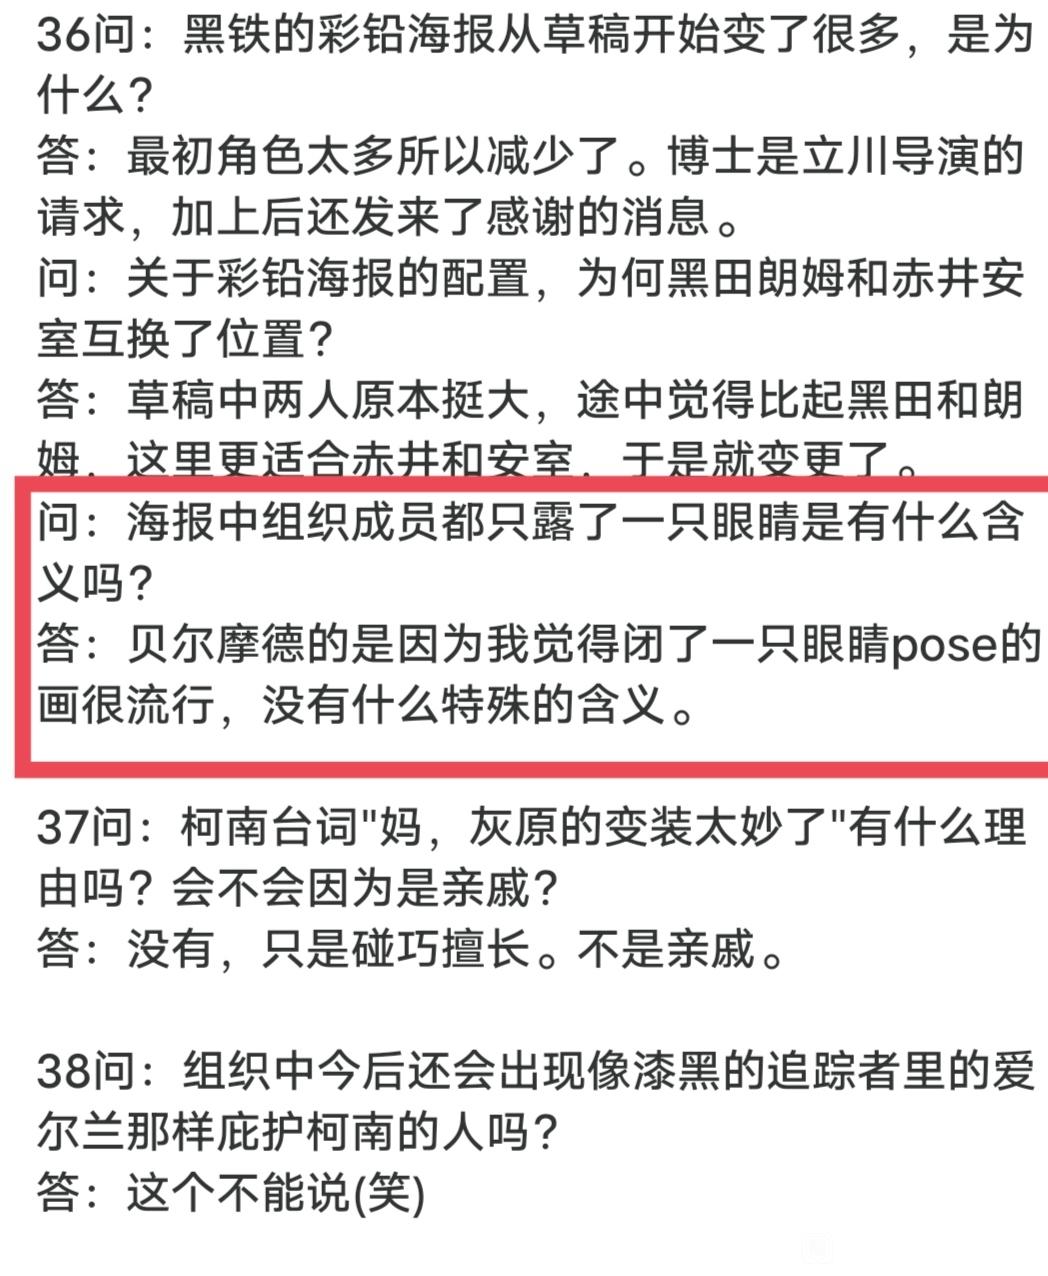 36问：黑铁的彩铅海报从草稿开始变了很多，是为
什么？
答：最初角色太多所以减少了。博士是立川导演的
请求，加上后还发来了感谢的消息。
问：关于彩铅海报的配置，为何黑田朗姆和赤井安
室互换了位置？
答：草稿中两人原本挺大，途中觉得比起黑田和朗
姆，这里更适合赤井和安室，于是就变更了。
问：海报中组织成员都只露了一只眼睛是有什么含
义吗？
答：贝尔摩德的是因为我觉得闭了一只眼睛pose的
画很流行，没有什么特殊的含义。
37问：柯南台词"妈，灰原的变装太妙了"有什么理
由吗？会不会因为是亲戚？
答：没有，只是碰巧擅长。不是亲戚。
38问：组织中今后还会出现像漆黑的追踪者里的爱
尔兰那样庇护柯南的人吗？
答：这个不能说(笑)